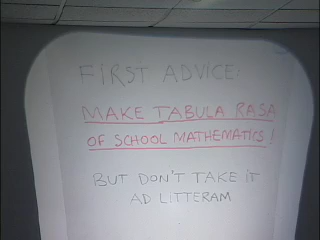 FIRST ADVICE:
MAKE TABULA RASA
OF SCHOOL MATHEMATICS!
BUT DON'T TAKE IT
AD LITTERAM